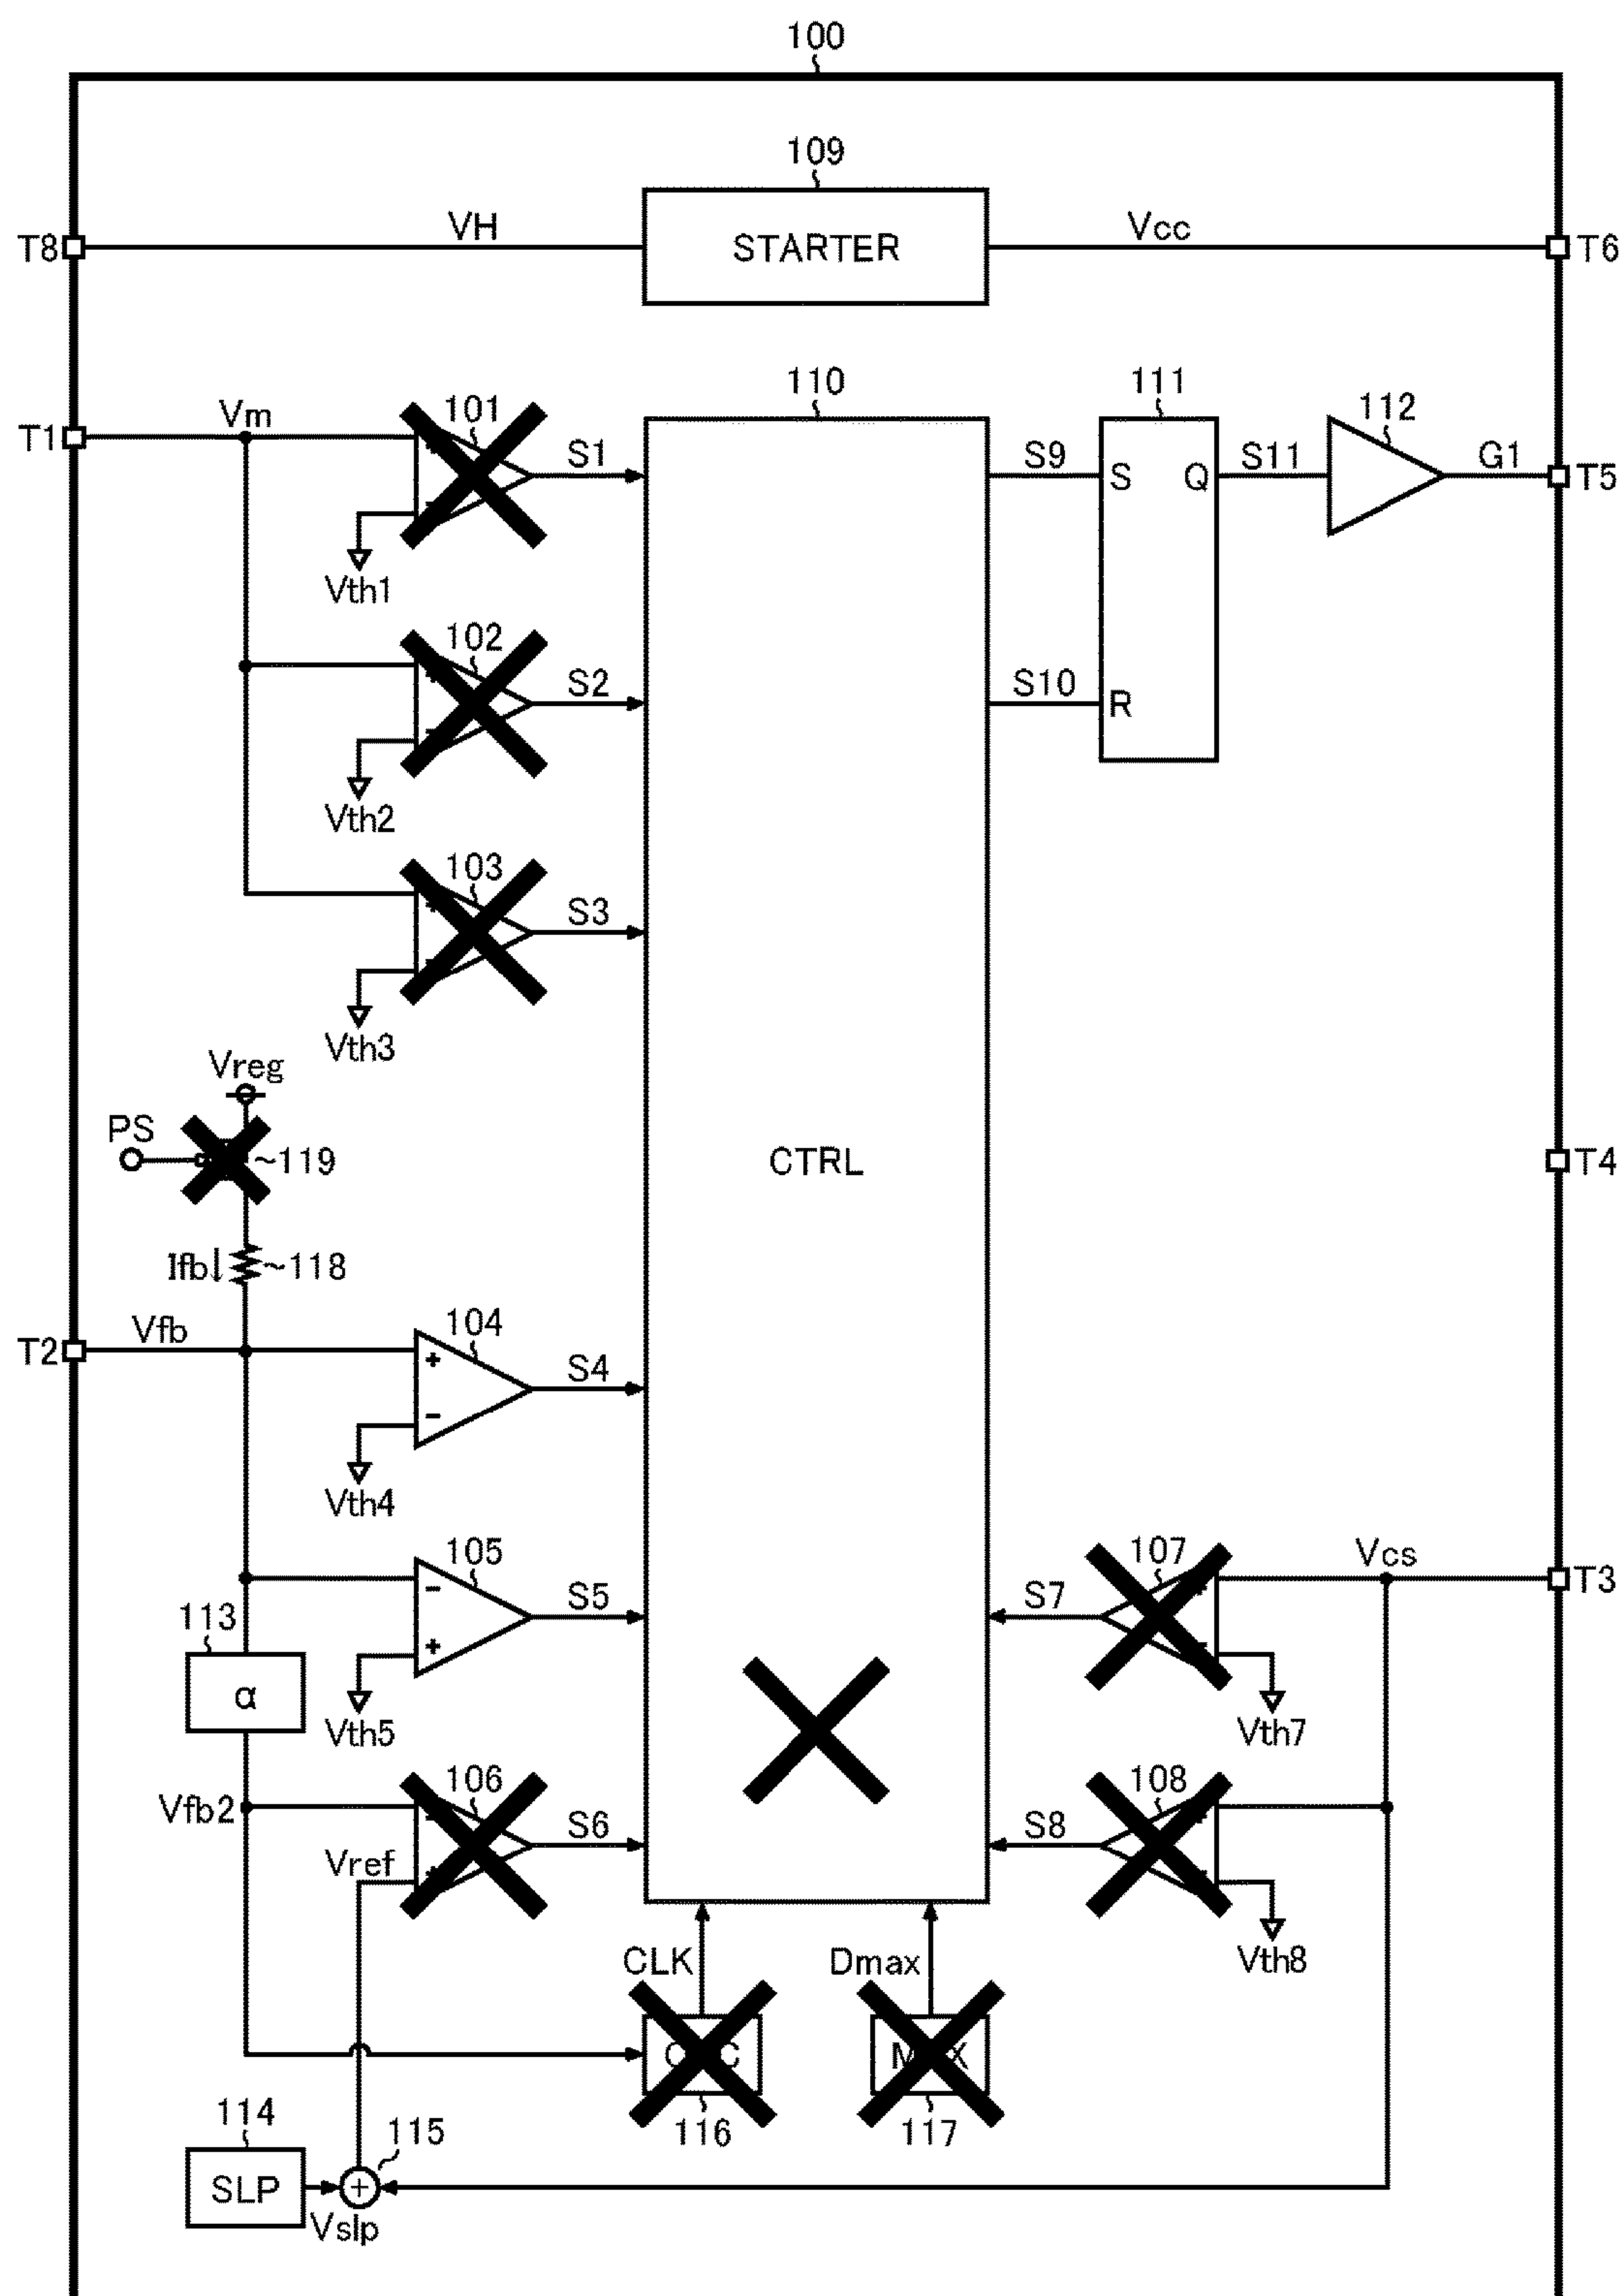 100
109
T8 VH STARTER Vcc T6
110 111 112
T1 Vm 101 S1 S9 S Q S11 G1 T5
Vth1
102 S2 S10 R
Vth2
103 S3
Vth3
Vreg
PS ~119 CTRL T4
Ifb↓ ~118
T2 Vfb 104 + S4
−
Vth4
105 − S5 107 S7 Vcs T3
+
113 α
Vth5 Vth7
Vfb2 106 S6 108 S8
Vref
Vth8
CLK Dmax
116 117
114 115
SLP +
Vslp